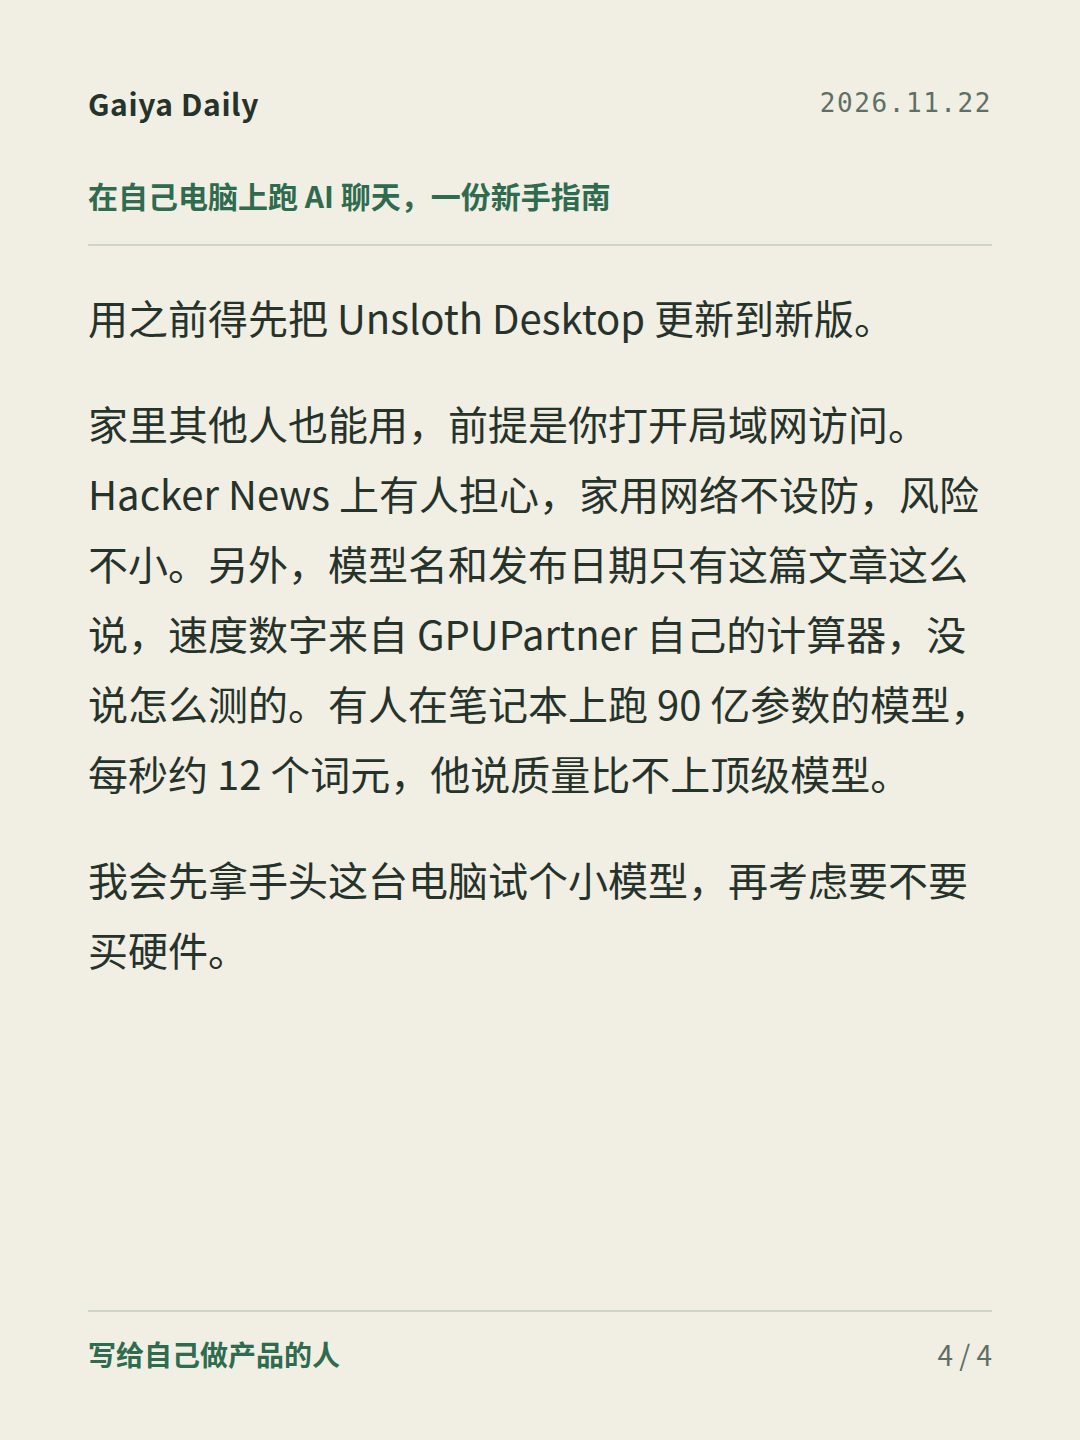 Gaiya Daily
2026.11.22
在自己电脑上跑 AI 聊天，一份新手指南
用之前得先把 Unsloth Desktop 更新到新版。
家里其他人也能用，前提是你打开局域网访问。
Hacker News 上有人担心，家用网络不设防，风险
不小。另外，模型名和发布日期只有这篇文章这么
说，速度数字来自 GPUPartner 自己的计算器，没
说怎么测的。有人在笔记本上跑 90 亿参数的模型，
每秒约 12 个词元，他说质量比不上顶级模型。
我会先拿手头这台电脑试个小模型，再考虑要不要
买硬件。
写给自己做产品的人
4 / 4